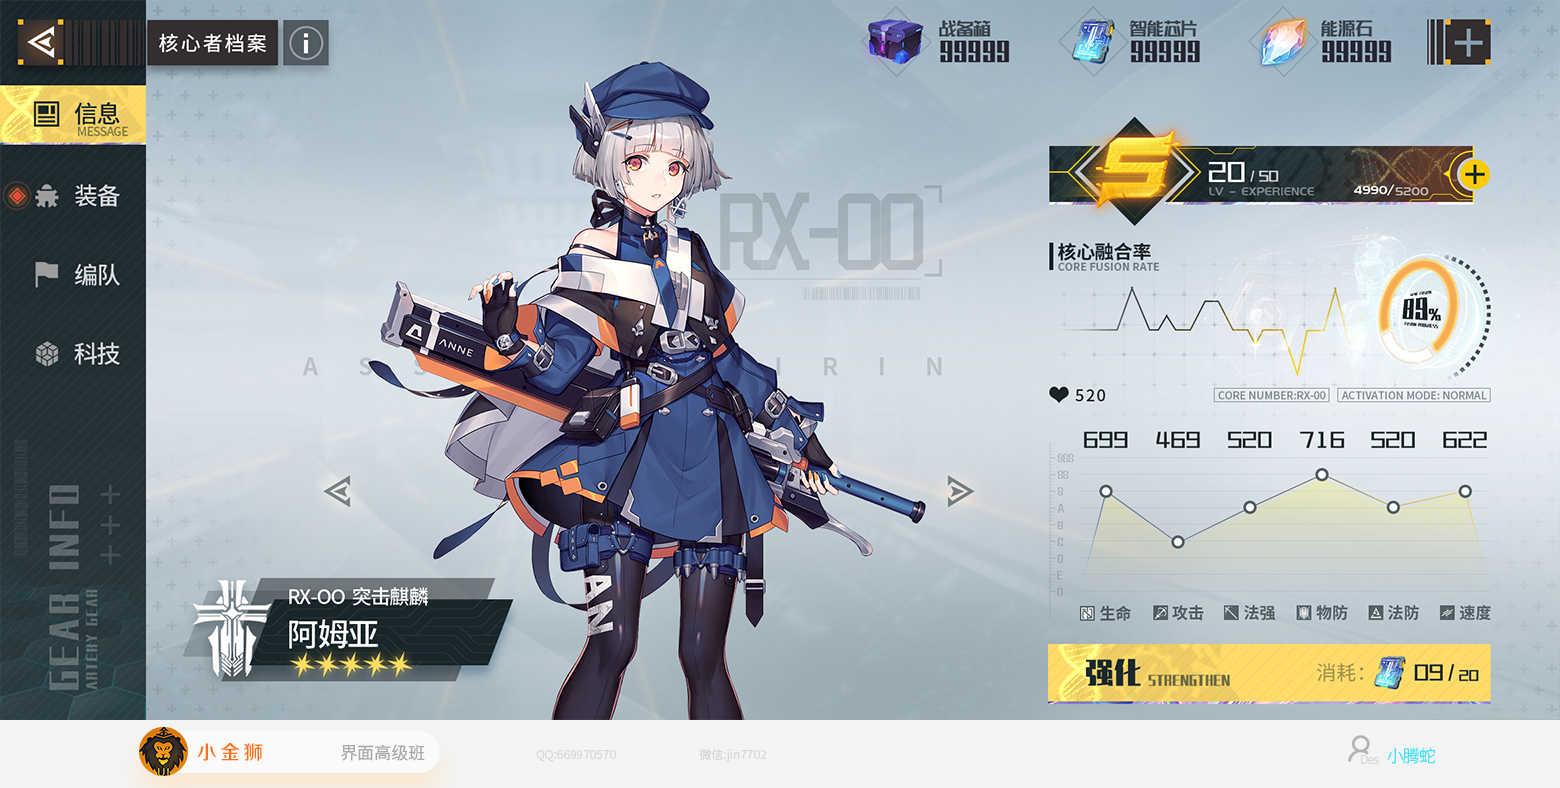 核心者档案
战备箱
99999
智能芯片
99999
能源石
99999
信息
MESSAGE
装备
编队
科技
GEAR INFO
ARTERY GEAR
RX-00
ANNE
AN
RX-00 突击麒麟
阿姆亚
S
20 / 50
LV - EXPERIENCE
4990/5200
核心融合率
CORE FUSION RATE
89%
520
CORE NUMBER:RX-00
ACTIVATION MODE: NORMAL
699 469 520 716 520 622
SSS
SS
S
A
B
C
D
E
0
生命 攻击 法强 物防 法防 速度
强化 STRENGTHEN
消耗: 09 / 20
小金狮
界面高级班
QQ:669970570
微信:jin7702
Des 小腾蛇